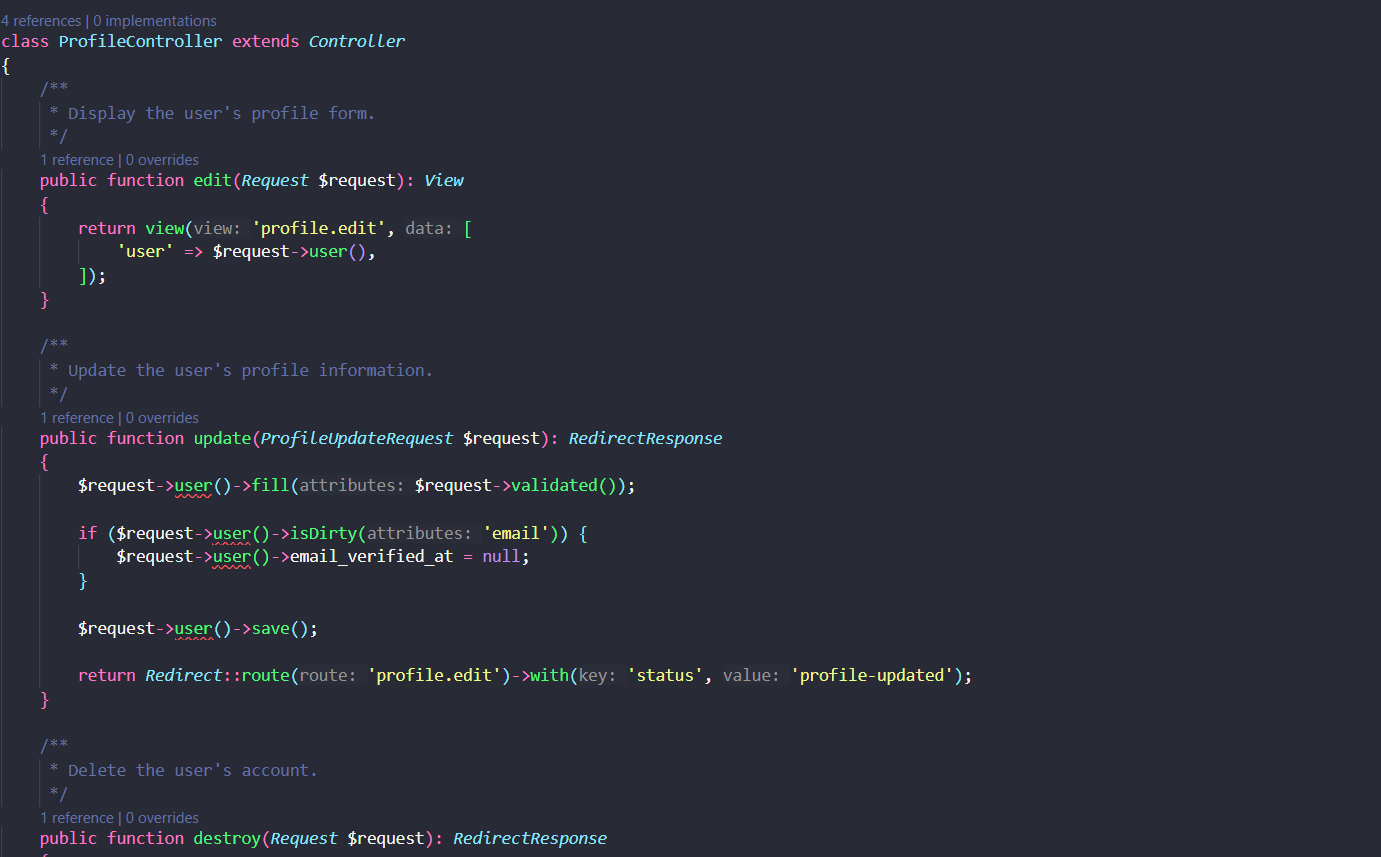 4 references | 0 implementations
class ProfileController extends Controller
{
    /**
     * Display the user's profile form.
     */
    1 reference | 0 overrides
    public function edit(Request $request): View
    {
        return view(view: 'profile.edit', data: [
            'user' => $request->user(),
        ]);
    }

    /**
     * Update the user's profile information.
     */
    1 reference | 0 overrides
    public function update(ProfileUpdateRequest $request): RedirectResponse
    {
        $request->user()->fill(attributes: $request->validated());

        if ($request->user()->isDirty(attributes: 'email')) {
            $request->user()->email_verified_at = null;
        }

        $request->user()->save();

        return Redirect::route(route: 'profile.edit')->with(key: 'status', value: 'profile-updated');
    }

    /**
     * Delete the user's account.
     */
    1 reference | 0 overrides
    public function destroy(Request $request): RedirectResponse
    {